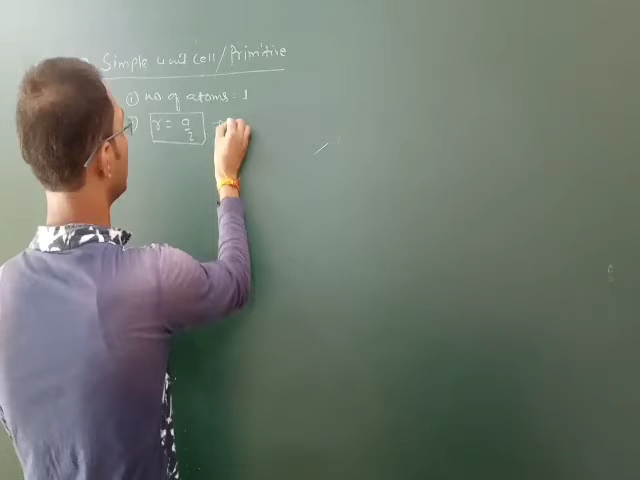 Simple unit cell/Primitive
① no. of atoms = 1
r = a/2